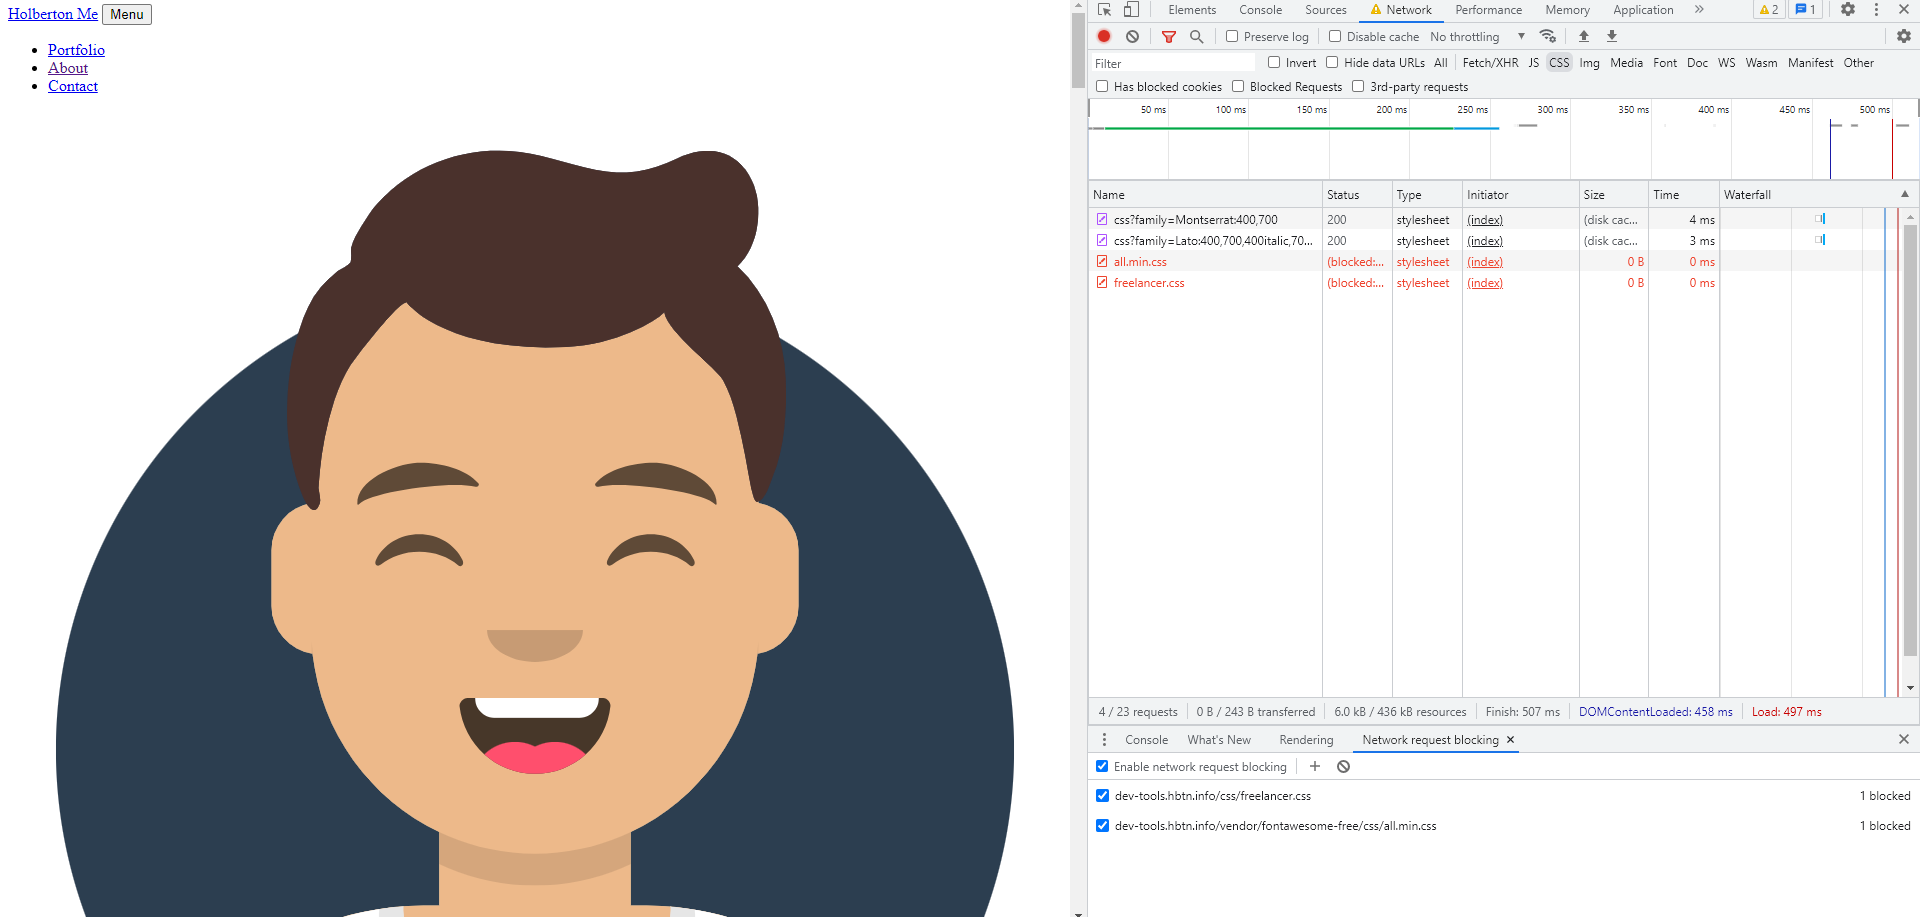 Holberton Me Menu
Portfolio
About
Contact
Elements Console Sources Network Performance Memory Application » 2 1
Preserve log Disable cache No throttling
Filter Invert Hide data URLs All Fetch/XHR JS CSS Img Media Font Doc WS Wasm Manifest Other
Has blocked cookies Blocked Requests 3rd-party requests
50 ms 100 ms 150 ms 200 ms 250 ms 300 ms 350 ms 400 ms 450 ms 500 ms
Name Status Type Initiator Size Time Waterfall
css?family=Montserrat:400,700 200 stylesheet (index) (disk cac... 4 ms
css?family=Lato:400,700,400italic,70... 200 stylesheet (index) (disk cac... 3 ms
all.min.css (blocked:... stylesheet (index) 0 B 0 ms
freelancer.css (blocked:... stylesheet (index) 0 B 0 ms
4 / 23 requests 0 B / 243 B transferred 6.0 kB / 436 kB resources Finish: 507 ms DOMContentLoaded: 458 ms Load: 497 ms
Console What's New Rendering Network request blocking
Enable network request blocking
dev-tools.hbtn.info/css/freelancer.css 1 blocked
dev-tools.hbtn.info/vendor/fontawesome-free/css/all.min.css 1 blocked